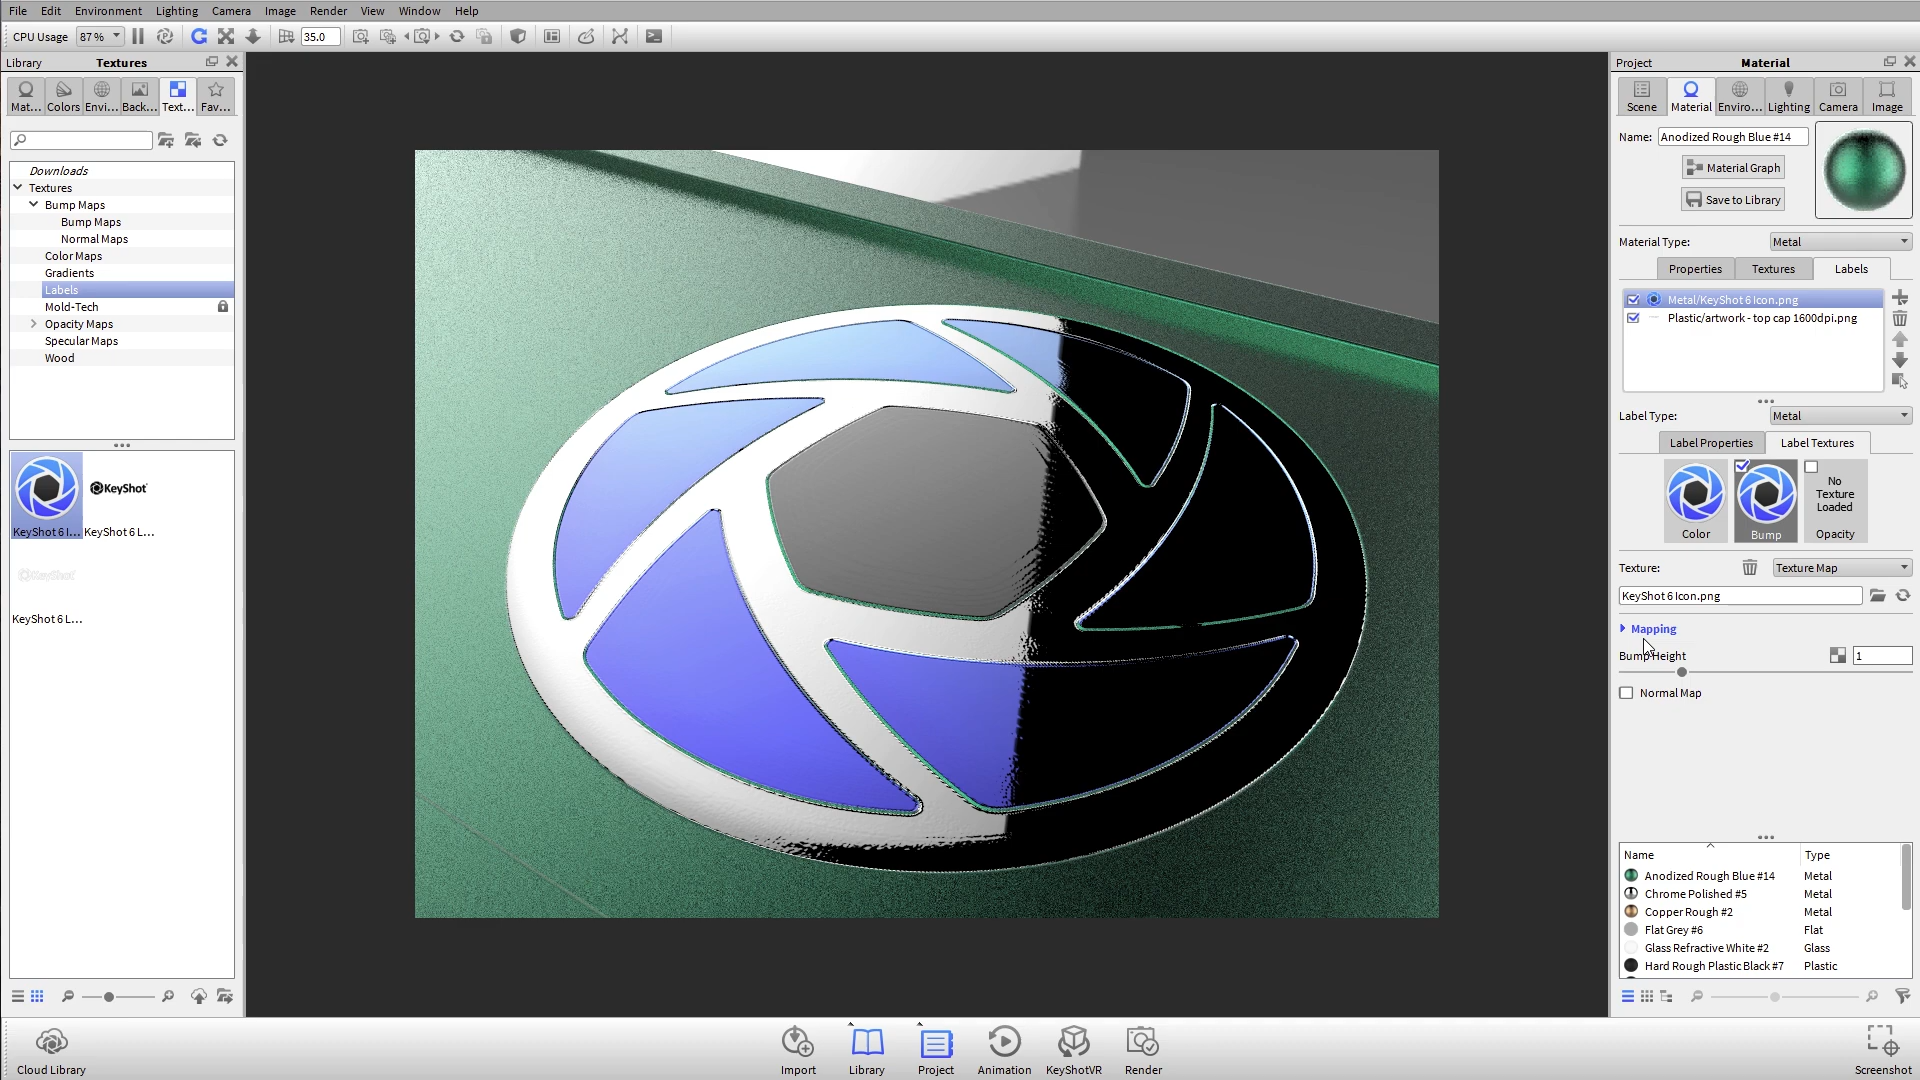 File Edit Environment Lighting Camera Image Render View Window Help
CPU Usage 87 % 35.0
Library Textures
Mat... Colors Envi... Back... Text... Fav...
Downloads
Textures
Bump Maps
Bump Maps
Normal Maps
Color Maps
Gradients
Labels
Mold-Tech
Opacity Maps
Specular Maps
Wood
KeyShot
KeyShot 6 I... KeyShot 6 L...
KeyShot
KeyShot 6 L...
Project Material
Scene Material Enviro... Lighting Camera Image
Name: Anodized Rough Blue #14
Material Graph
Save to Library
Material Type: Metal
Properties Textures Labels
Metal/KeyShot 6 Icon.png
Plastic/artwork - top cap 1600dpi.png
Label Type: Metal
Label Properties Label Textures
No
Texture
Loaded
Color Bump Opacity
Texture: Texture Map
KeyShot 6 Icon.png
Mapping
Bump Height 1
Normal Map
Name Type
Anodized Rough Blue #14 Metal
Chrome Polished #5 Metal
Copper Rough #2 Metal
Flat Grey #6 Flat
Glass Refractive White #2 Glass
Hard Rough Plastic Black #7 Plastic
Cloud Library Import Library Project Animation KeyShotVR Render Screenshot